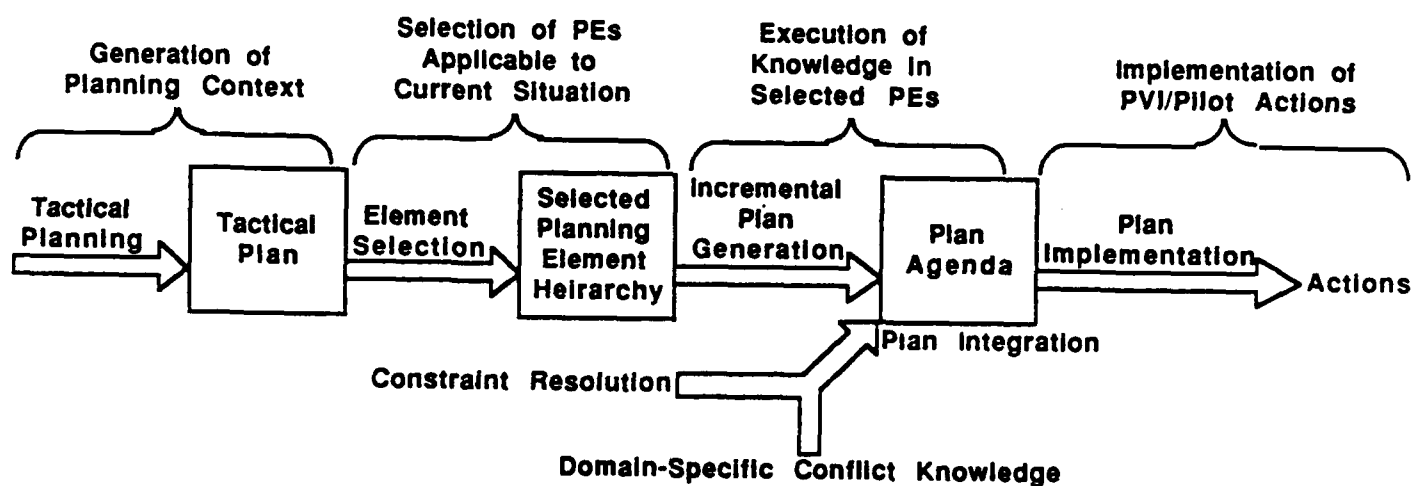 Generation of
Planning Context
Selection of PEs
Applicable to
Current Situation
Execution of
Knowledge in
Selected PEs
Implementation of
PVI/Pilot Actions
Tactical
Planning
Tactical
Plan
Element
Selection
Selected
Planning
Element
Heirarchy
Incremental
Plan
Generation
Plan
Agenda
Plan
Implementation
Actions
Plan Integration
Constraint Resolution
Domain-Specific Conflict Knowledge